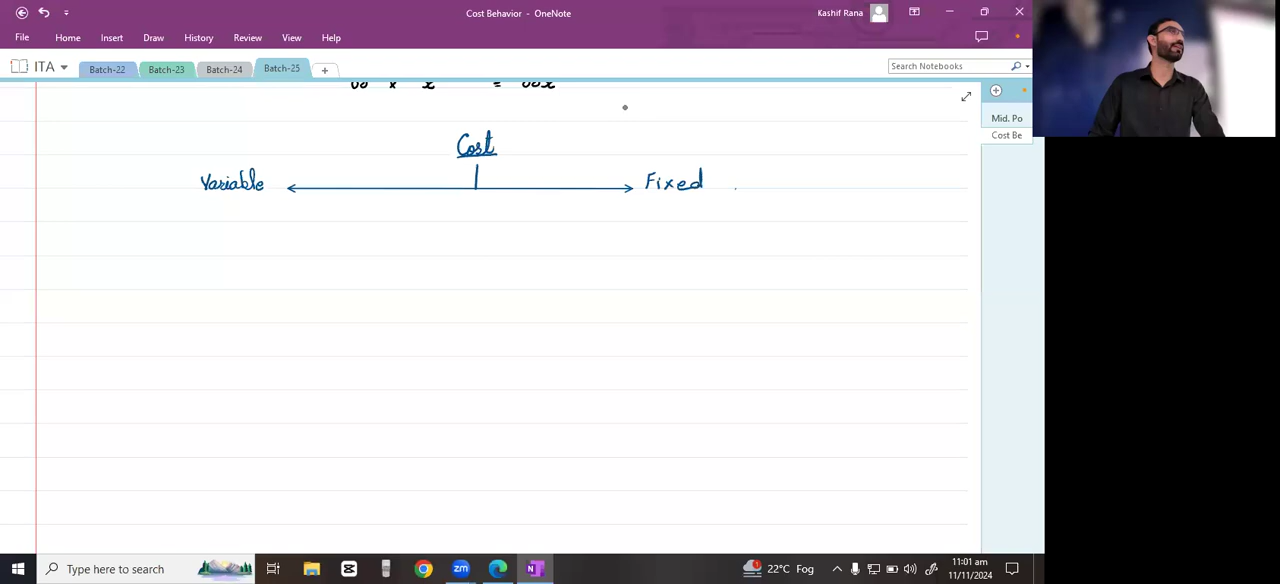 Cost Behavior - OneNote
Kashif Rana
File Home Insert Draw History Review View Help
ITA Batch-22 Batch-23 Batch-24 Batch-25 +
Search Notebooks
Mid. Po
Cost Be
Cost
Variable Fixed
Type here to search
zm
N
22°C Fog
11:01 am
11/11/2024